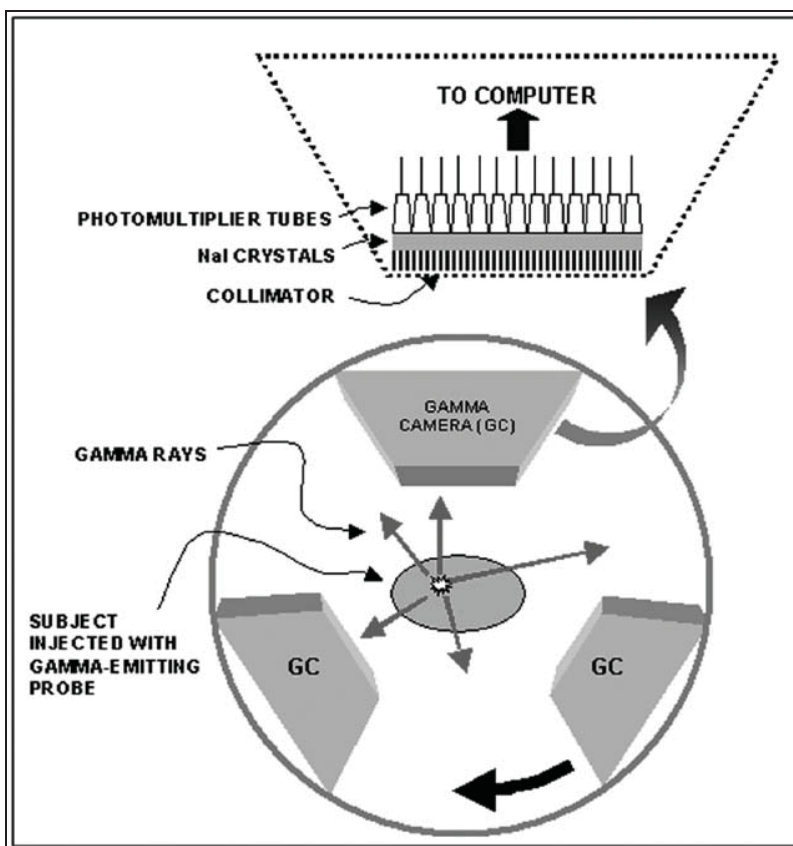 TO COMPUTER
PHOTOMULTIPLIER TUBES
NaI CRYSTALS
COLLIMATOR
GAMMA
CAMERA (GC)
GAMMA RAYS
SUBJECT
INJECTED WITH
GAMMA-EMITTING
PROBE
GC
GC